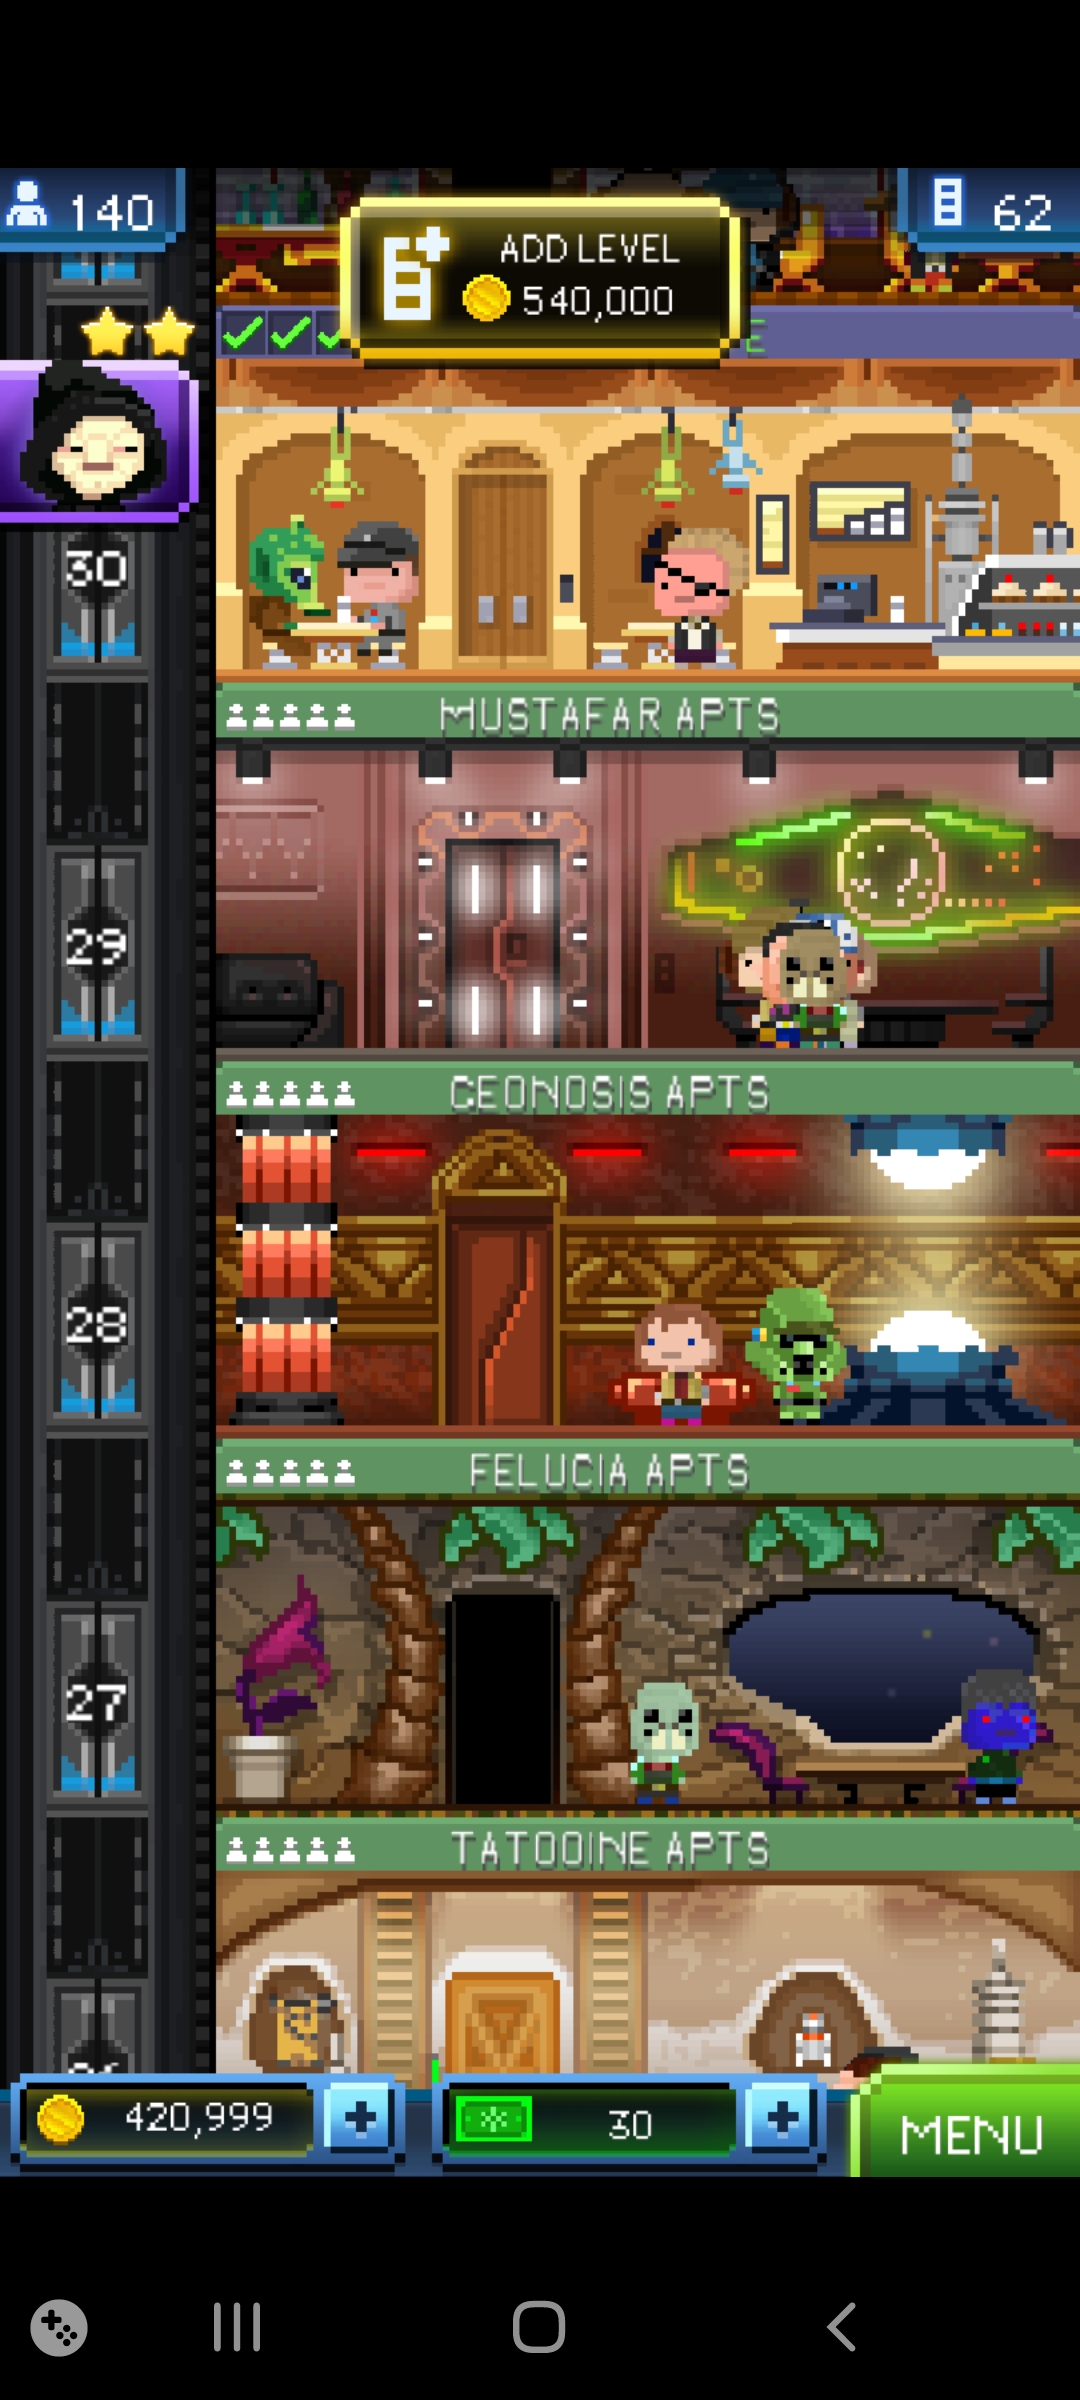 140
62
ADD LEVEL
540,000
E
30
MUSTAFAR APTS
29
GEONOSIS APTS
28
FELUCIA APTS
27
TATOOINE APTS
420,999
30
MENU